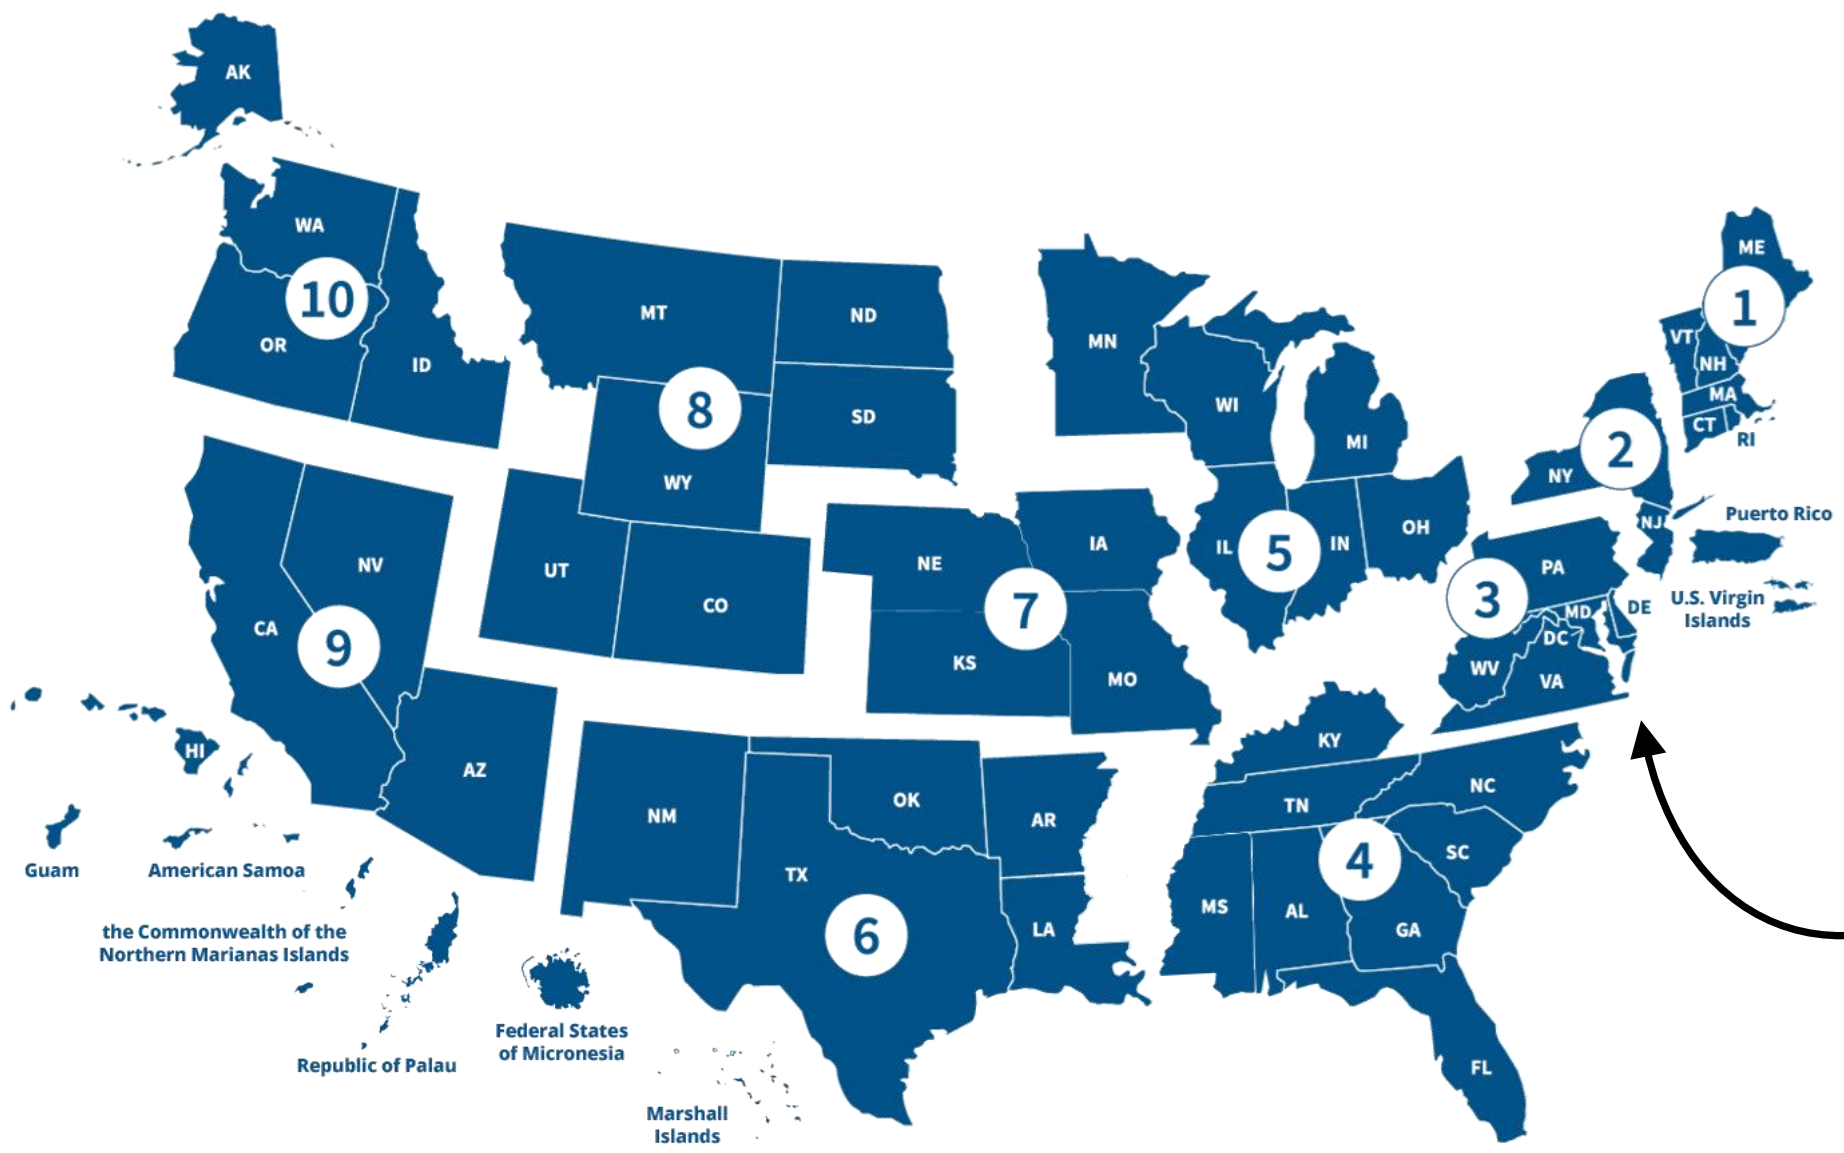 AK
WA
10
OR
ID
MT
ND
8
SD
WY
MN
WI
MI
ME
1
VT
NH
MA
CT
RI
2
NY
NJ
Puerto Rico
U.S. Virgin
Islands
NV
CA
9
UT
CO
NE
IA
7
KS
MO
IL
5
IN
OH
PA
3
MD
DE
DC
WV
VA
HI
AZ
NM
OK
TX
AR
6
LA
KY
TN
NC
4
SC
MS
AL
GA
FL
Guam
American Samoa
the Commonwealth of the
Northern Marianas Islands
Republic of Palau
Federal States
of Micronesia
Marshall
Islands